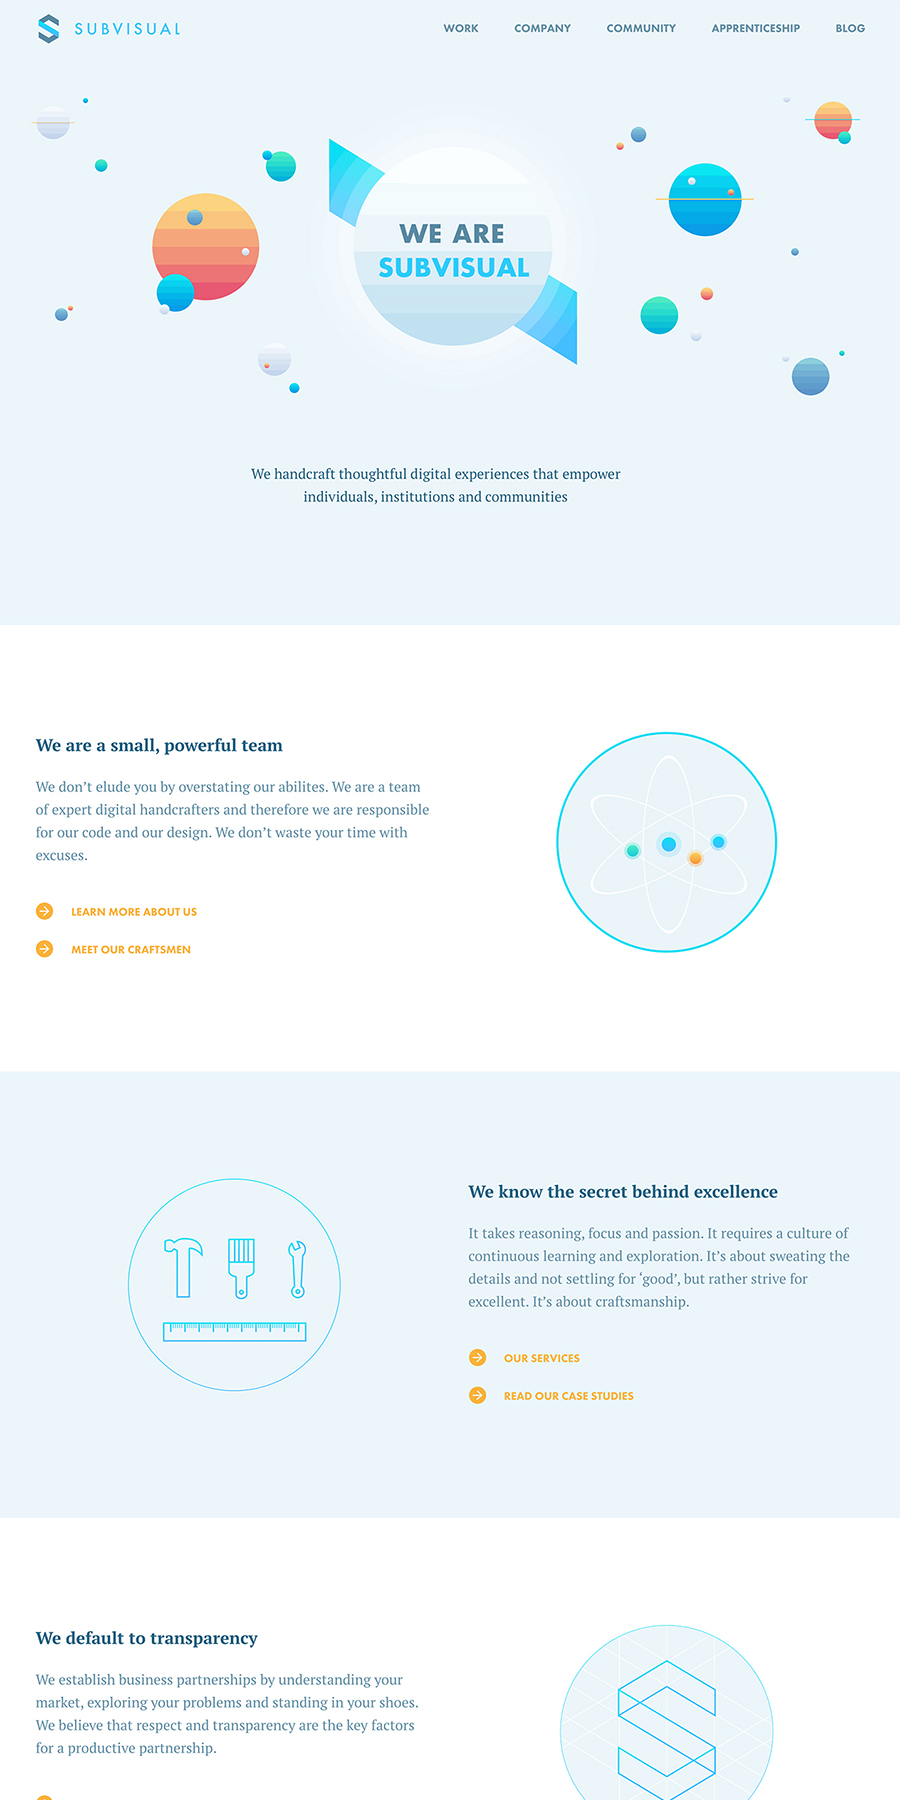 SUBVISUAL
WORK COMPANY COMMUNITY APPRENTICESHIP BLOG
WE ARE
SUBVISUAL
We handcraft thoughtful digital experiences that empower
individuals, institutions and communities
We are a small, powerful team
We don’t elude you by overstating our abilites. We are a team
of expert digital handcrafters and therefore we are responsible
for our code and our design. We don’t waste your time with
excuses.
LEARN MORE ABOUT US
MEET OUR CRAFTSMEN
We know the secret behind excellence
It takes reasoning, focus and passion. It requires a culture of
continuous learning and exploration. It’s about sweating the
details and not settling for ‘good’, but rather strive for
excellent. It’s about craftsmanship.
OUR SERVICES
READ OUR CASE STUDIES
We default to transparency
We establish business partnerships by understanding your
market, exploring your problems and standing in your shoes.
We believe that respect and transparency are the key factors
for a productive partnership.